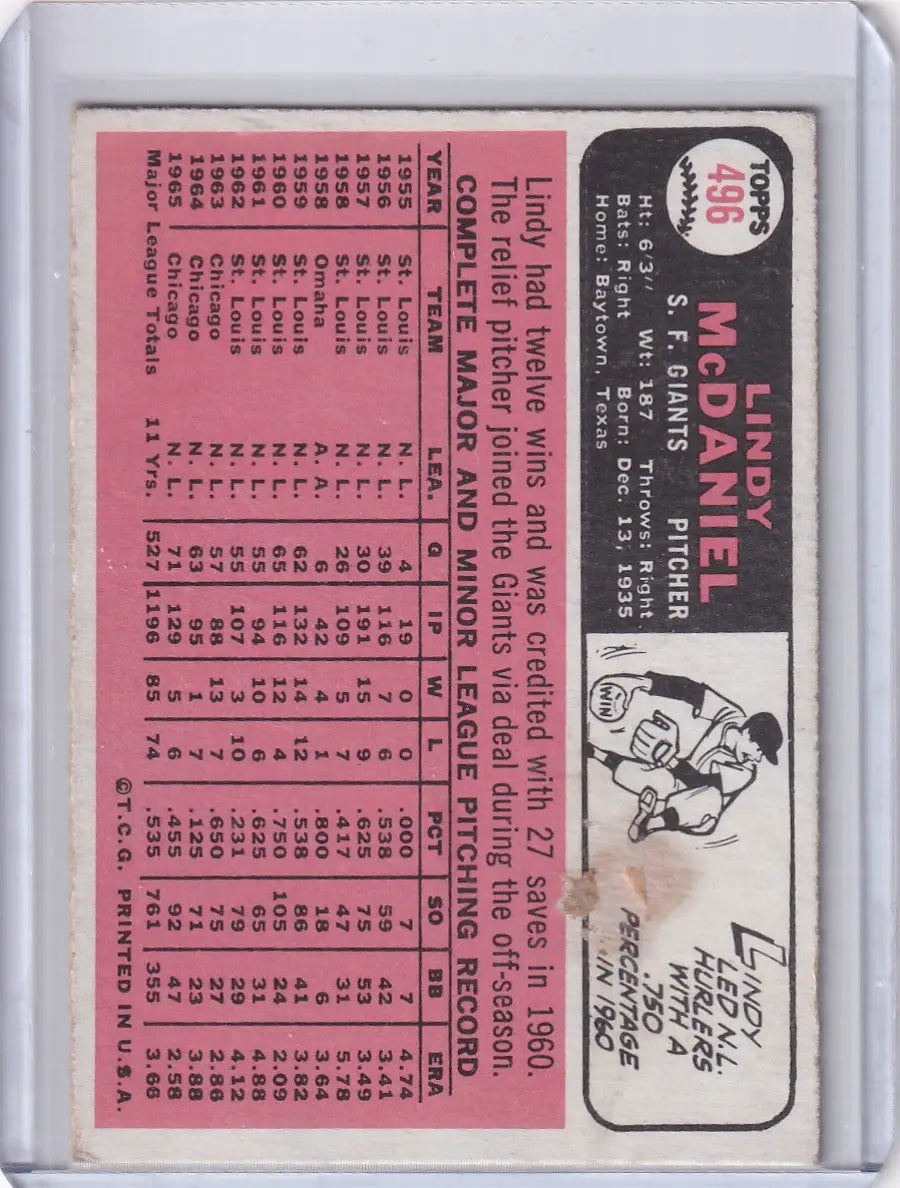 TOPPS
496
LINDY
McDANIEL
S. F. GIANTS PITCHER
Ht: 6'3" Wt: 187 Throws: Right
Bats: Right Born: Dec. 13, 1935
Home: Baytown, Texas
WIN
LINDY
LED N.L.
HURLERS
WITH A
.750
PERCENTAGE
IN 1960
Lindy had twelve wins and was credited with 27 saves in 1960.
The relief pitcher joined the Giants via deal during the off-season.
COMPLETE MAJOR AND MINOR LEAGUE PITCHING RECORD
YEAR TEAM LEA. G IP W L PCT SO BB ERA
1955 St. Louis N. L. 4 19 0 0 .000 7 7 4.74
1956 St. Louis N. L. 39 116 7 6 .538 59 42 3.41
1957 St. Louis N. L. 30 191 15 9 .625 75 53 3.49
1958 St. Louis N. L. 26 109 5 7 .417 47 31 5.78
1958 Omaha A. A. 6 42 4 1 .800 18 6 3.64
1959 St. Louis N. L. 62 132 14 12 .538 86 41 3.82
1960 St. Louis N. L. 65 116 12 4 .750 105 24 2.09
1961 St. Louis N. L. 55 94 10 6 .625 65 31 4.88
1962 St. Louis N. L. 55 107 3 10 .231 79 29 4.12
1963 Chicago N. L. 57 88 13 7 .650 75 27 2.86
1964 Chicago N. L. 63 95 1 7 .125 71 23 3.88
1965 Chicago N. L. 71 129 5 6 .455 92 47 2.58
Major League Totals 11 Yrs. 527 1196 85 74 .535 761 355 3.66
©T.C.G. PRINTED IN U.S.A.